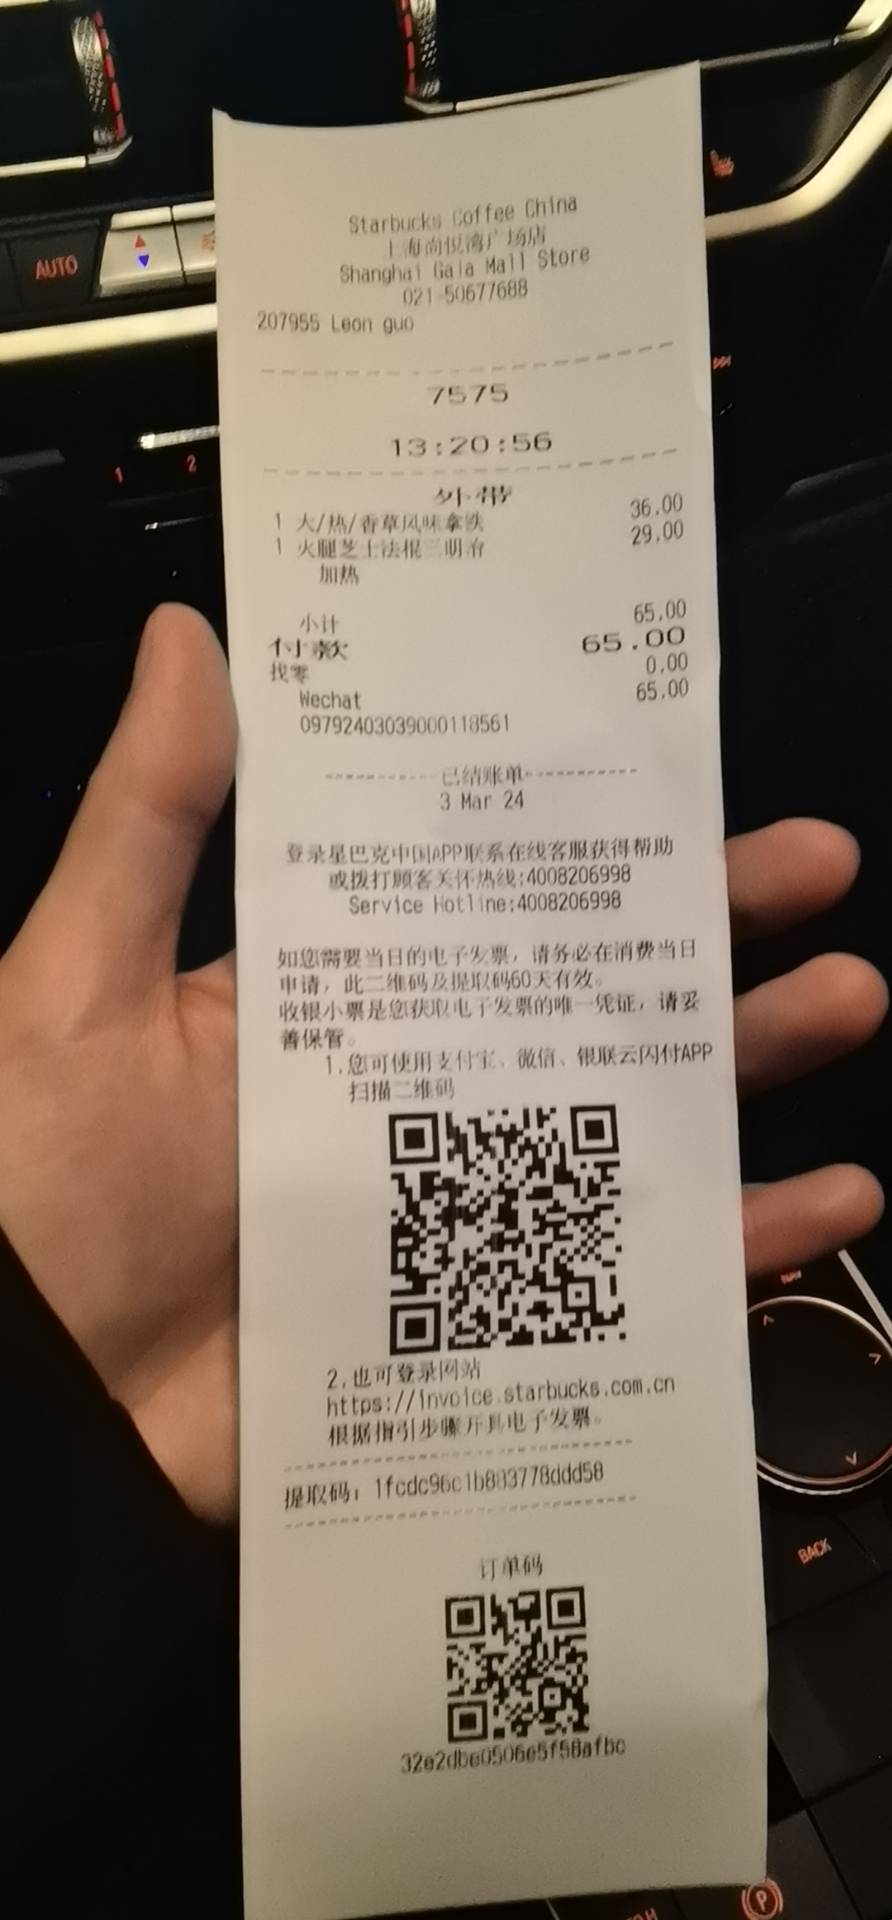 Starbucks Coffee China
上海尚悦湾广场店
Shanghai Gaia Mall Store
021-50677688
207955 Leon guo
7575
13:20:56
外带
1 大/热/香草风味拿铁 36.00
1 火腿芝士法棍三明治 29.00
加热
小计 65.00
付款 65.00
找零 0.00
Wechat 65.00
09792403039000118561
-----------已结账单-----------
3 Mar 24
登录星巴克中国APP联系在线客服获得帮助
或拨打顾客关怀热线:4008206998
Service Hotline:4008206998
如您需要当日的电子发票，请务必在消费当日
申请，此二维码及提取码60天有效。
收银小票是您获取电子发票的唯一凭证，请妥
善保管。
1.您可使用支付宝、微信、银联云闪付APP
扫描二维码
2.也可登录网站
https://invoice.starbucks.com.cn
根据指引步骤开具电子发票。
提取码：1fcdc96c1b883778ddd58
订单码
32e2dbe0506e5f58afbc
AUTO
1 2
NAV
BACK
P